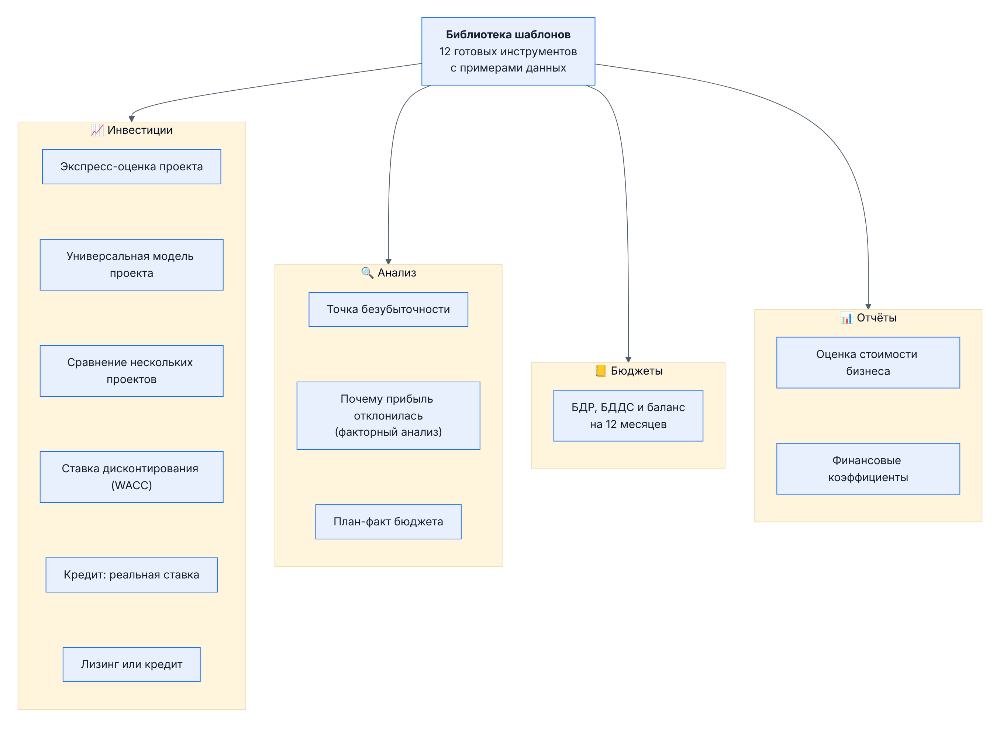 Библиотека шаблонов
12 готовых инструментов
с примерами данных
📈 Инвестиции
Экспресс-оценка проекта
Универсальная модель
проекта
Сравнение нескольких
проектов
Ставка дисконтирования
(WACC)
Кредит: реальная ставка
Лизинг или кредит
🔍 Анализ
Точка безубыточности
Почему прибыль
отклонилась
(факторный анализ)
План-факт бюджета
📒 Бюджеты
БДР, БДДС и баланс
на 12 месяцев
📊 Отчёты
Оценка стоимости
бизнеса
Финансовые
коэффициенты